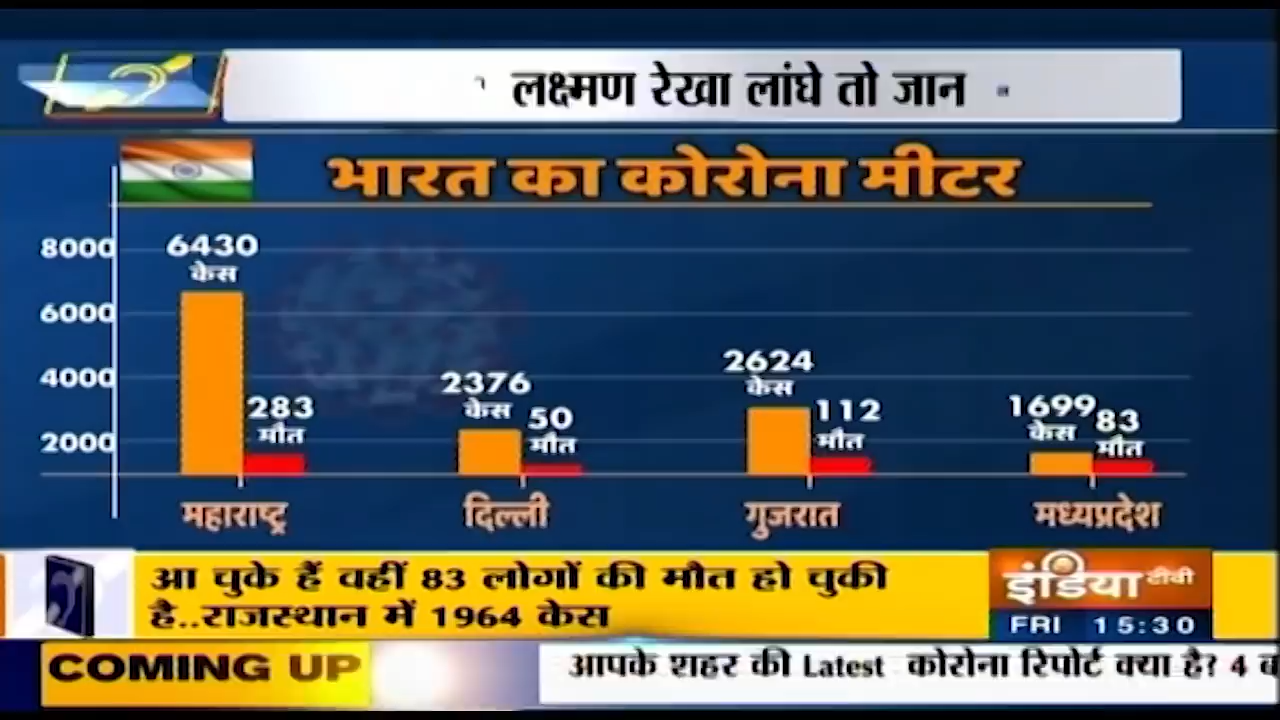 लक्ष्मण रेखा लांघे तो जान
भारत का कोरोना मीटर
8000
6000
4000
2000
6430
केस
283
मौत
महाराष्ट्र
2376
केस
50
मौत
दिल्ली
2624
केस
112
मौत
गुजरात
1699
केस
83
मौत
मध्यप्रदेश
आ चुके हैं वहीं 83 लोगों की मौत हो चुकी
है..राजस्थान में 1964 केस
इंडिया टीवी
FRI 15:30
COMING UP
आपके शहर की Latest कोरोना रिपोर्ट क्या है? 4 ब